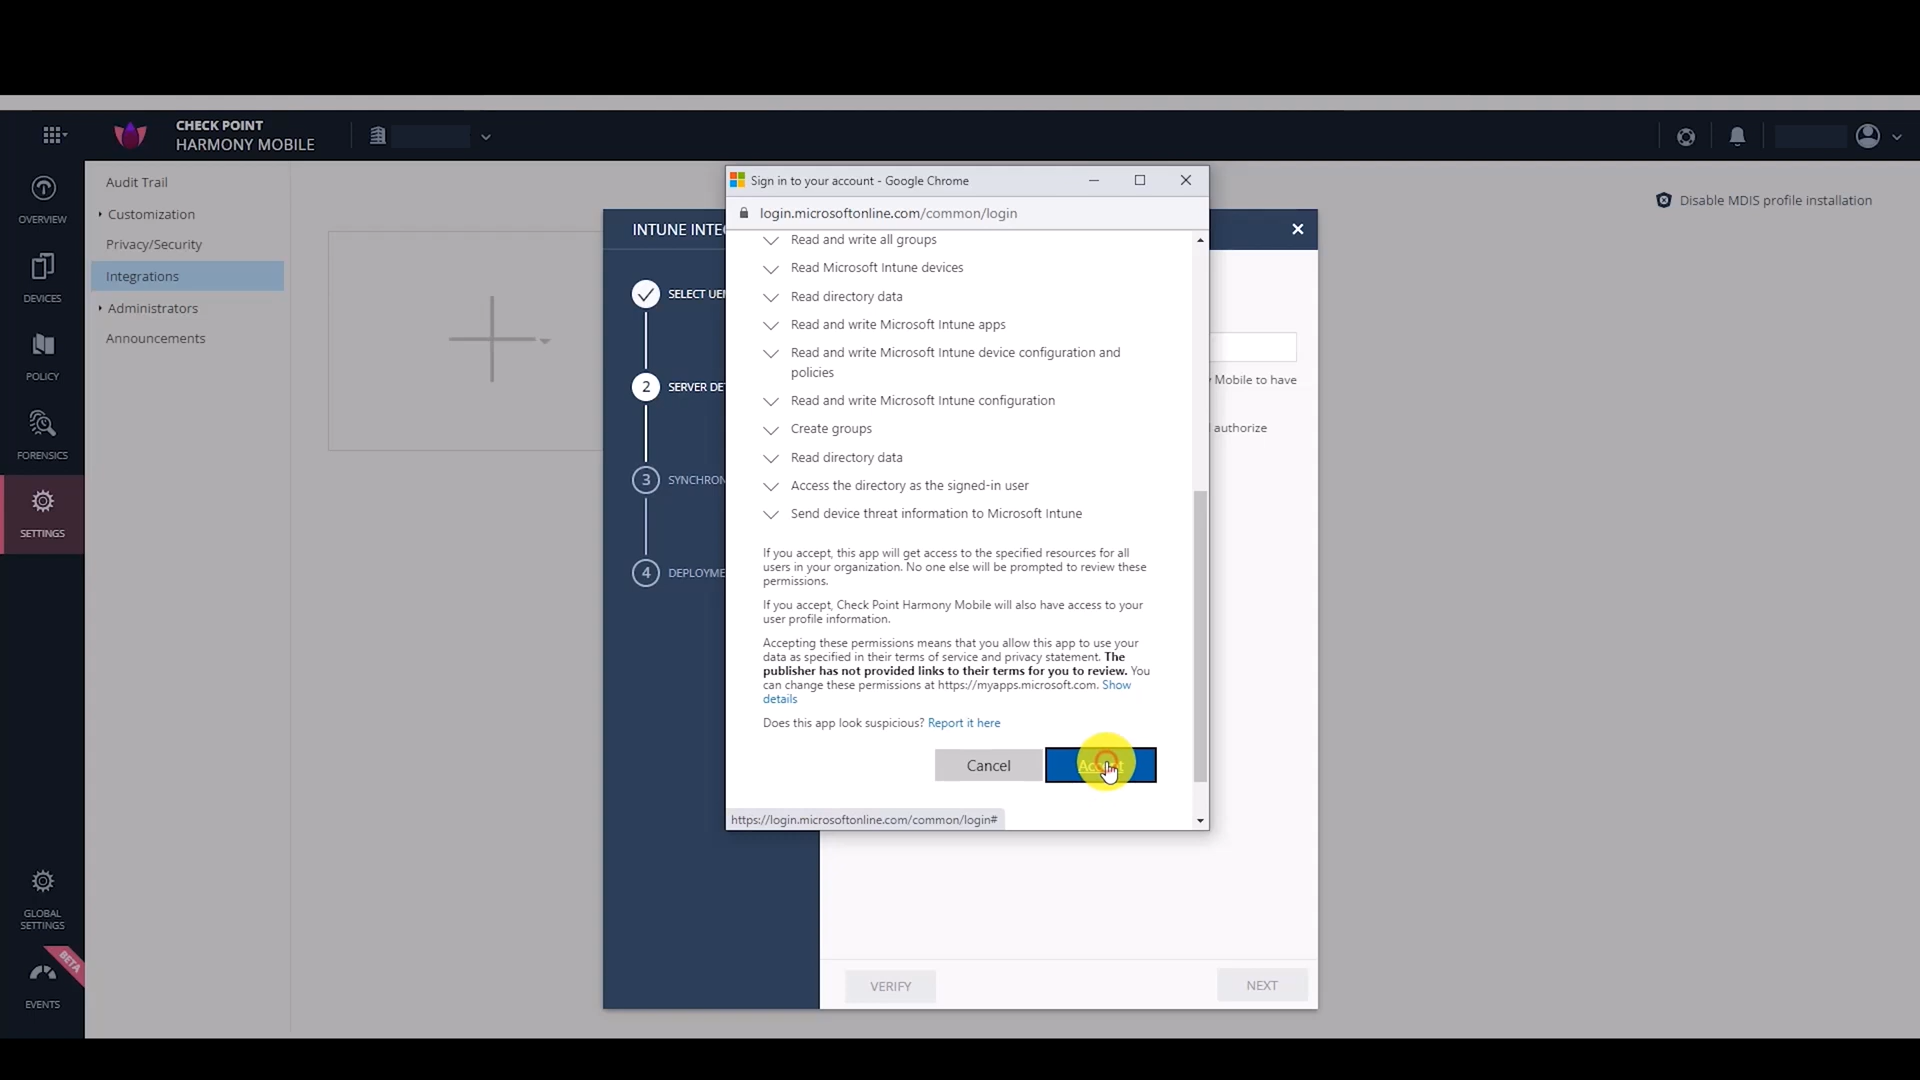 CHECK POINT
HARMONY MOBILE
OVERVIEW
DEVICES
POLICY
FORENSICS
SETTINGS
GLOBAL
SETTINGS
BETA
EVENTS
Audit Trail
Customization
Privacy/Security
Integrations
Administrators
Announcements
Disable MDIS profile installation
INTUNE INTE
SELECT UE
2
SERVER DE
3
SYNCHRON
4
DEPLOYME
Sign in to your account - Google Chrome
login.microsoftonline.com/common/login
Read and write all groups
Read Microsoft Intune devices
Read directory data
Read and write Microsoft Intune apps
Read and write Microsoft Intune device configuration and
policies
Read and write Microsoft Intune configuration
Create groups
Read directory data
Access the directory as the signed-in user
Send device threat information to Microsoft Intune
If you accept, this app will get access to the specified resources for all
users in your organization. No one else will be prompted to review these
permissions.
If you accept, Check Point Harmony Mobile will also have access to your
user profile information.
Accepting these permissions means that you allow this app to use your
data as specified in their terms of service and privacy statement. The
publisher has not provided links to their terms for you to review. You
can change these permissions at https://myapps.microsoft.com. Show
details
Does this app look suspicious? Report it here
Cancel
Accept
https://login.microsoftonline.com/common/login#
Mobile to have
authorize
VERIFY
NEXT